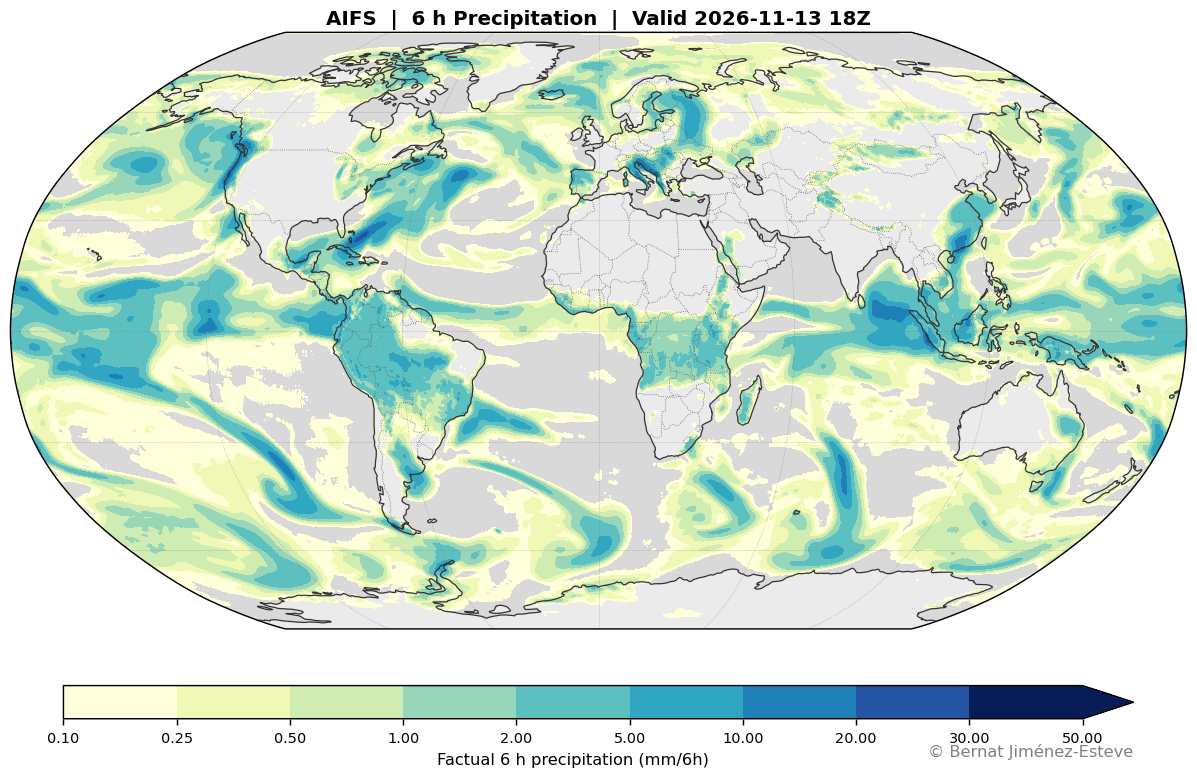 AIFS | 6 h Precipitation | Valid 2026-11-13 18Z
0.10 0.25 0.50 1.00 2.00 5.00 10.00 20.00 30.00 50.00
Factual 6 h precipitation (mm/6h)
© Bernat Jiménez-Esteve